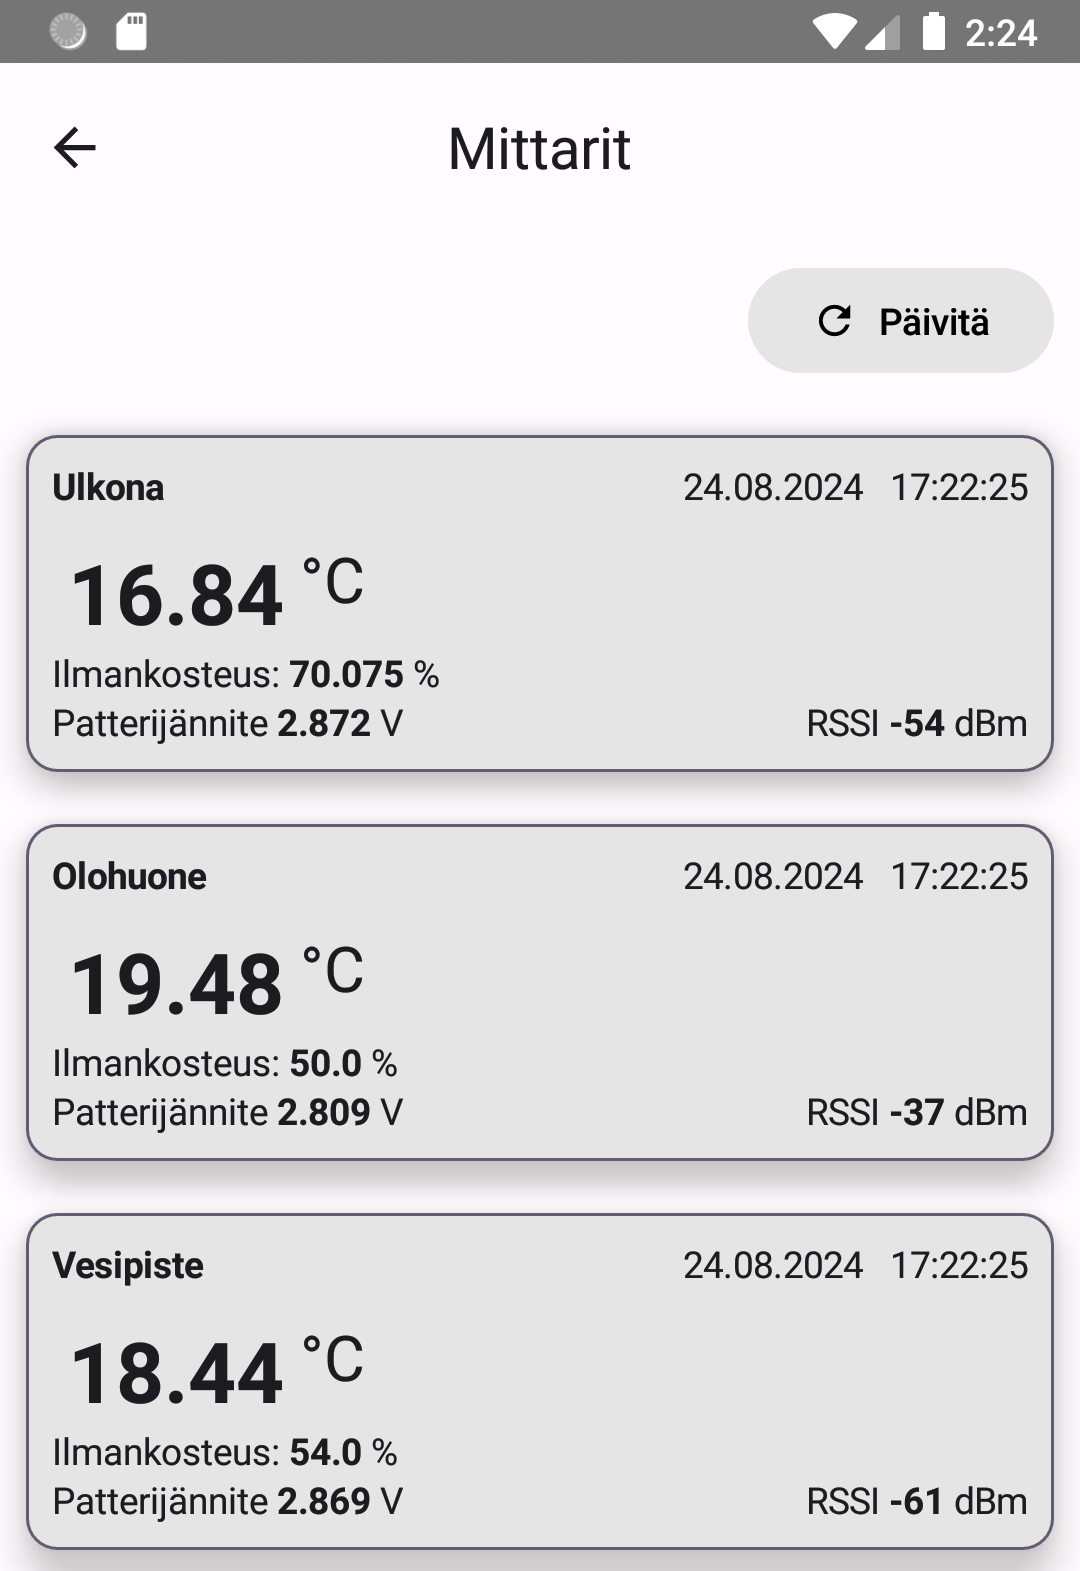 2:24
Mittarit
Päivitä
Ulkona 24.08.2024 17:22:25
16.84 °C
Ilmankosteus: 70.075 %
Patterijännite 2.872 V RSSI -54 dBm
Olohuone 24.08.2024 17:22:25
19.48 °C
Ilmankosteus: 50.0 %
Patterijännite 2.809 V RSSI -37 dBm
Vesipiste 24.08.2024 17:22:25
18.44 °C
Ilmankosteus: 54.0 %
Patterijännite 2.869 V RSSI -61 dBm